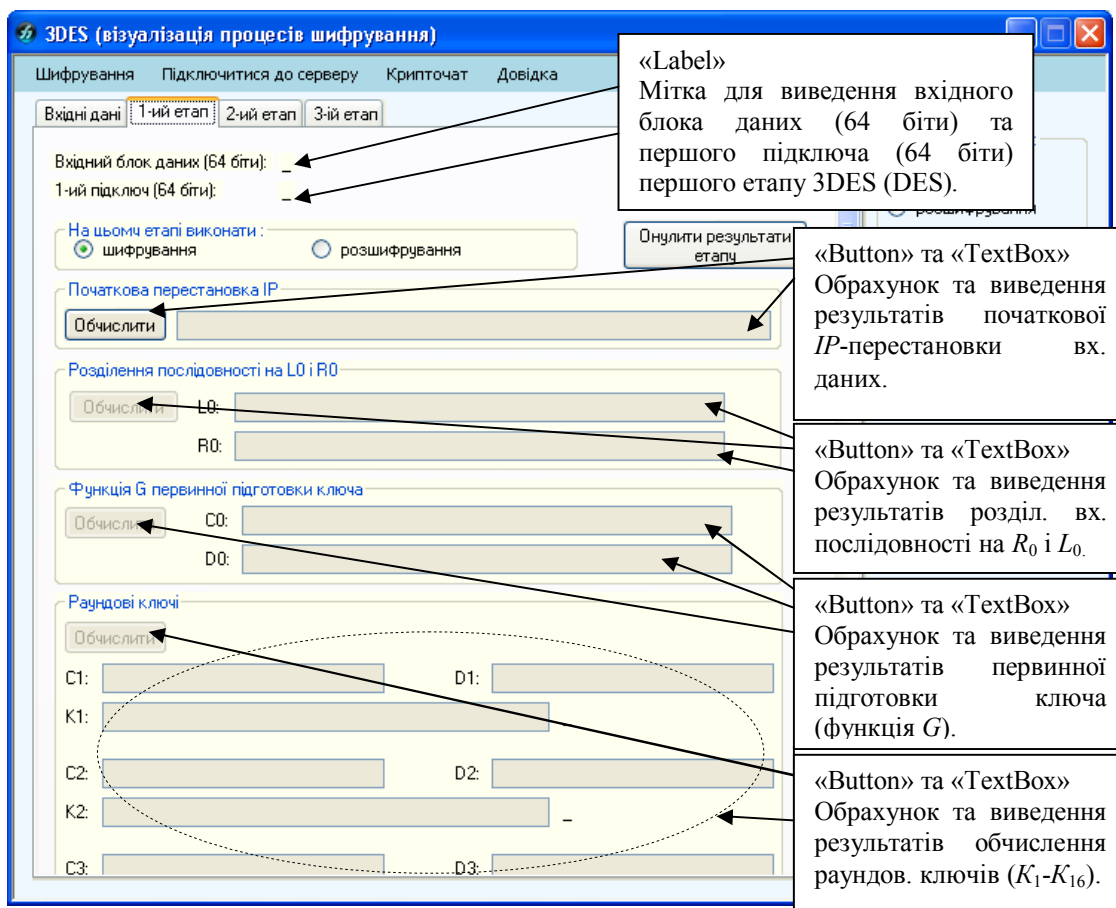 3DES (візуалізація процесів шифрування)
Шифрування Підключитися до серверу Крипточат Довідка
Вхідні дані 1-ий етап 2-ий етап 3-ій етап
Вхідний блок даних (64 біти): _
1-ий підключ (64 біти): _
На цьому етапі виконати :
шифрування розшифрування
Онулити результати
етапу
розшифрування
Початкова перестановка IP
Обчислити
Розділення послідовності на L0 і R0
Обчислити L0:
R0:
Функція G первинної підготовки ключа
Обчислити C0:
D0:
Раундові ключі
Обчислити
C1: D1:
K1: _
C2: D2:
K2: _
C3: D3:
«Label»
Мітка для виведення вхідного
блока даних (64 біти) та
першого підключа (64 біти)
першого етапу 3DES (DES).
«Button» та «TextBox»
Обрахунок та виведення
результатів початкової
IP-перестановки вх.
даних.
«Button» та «TextBox»
Обрахунок та виведення
результатів розділ. вх.
послідовності на R0 і L0.
«Button» та «TextBox»
Обрахунок та виведення
результатів первинної
підготовки ключа
(функція G).
«Button» та «TextBox»
Обрахунок та виведення
результатів обчислення
раундов. ключів (K1-K16).